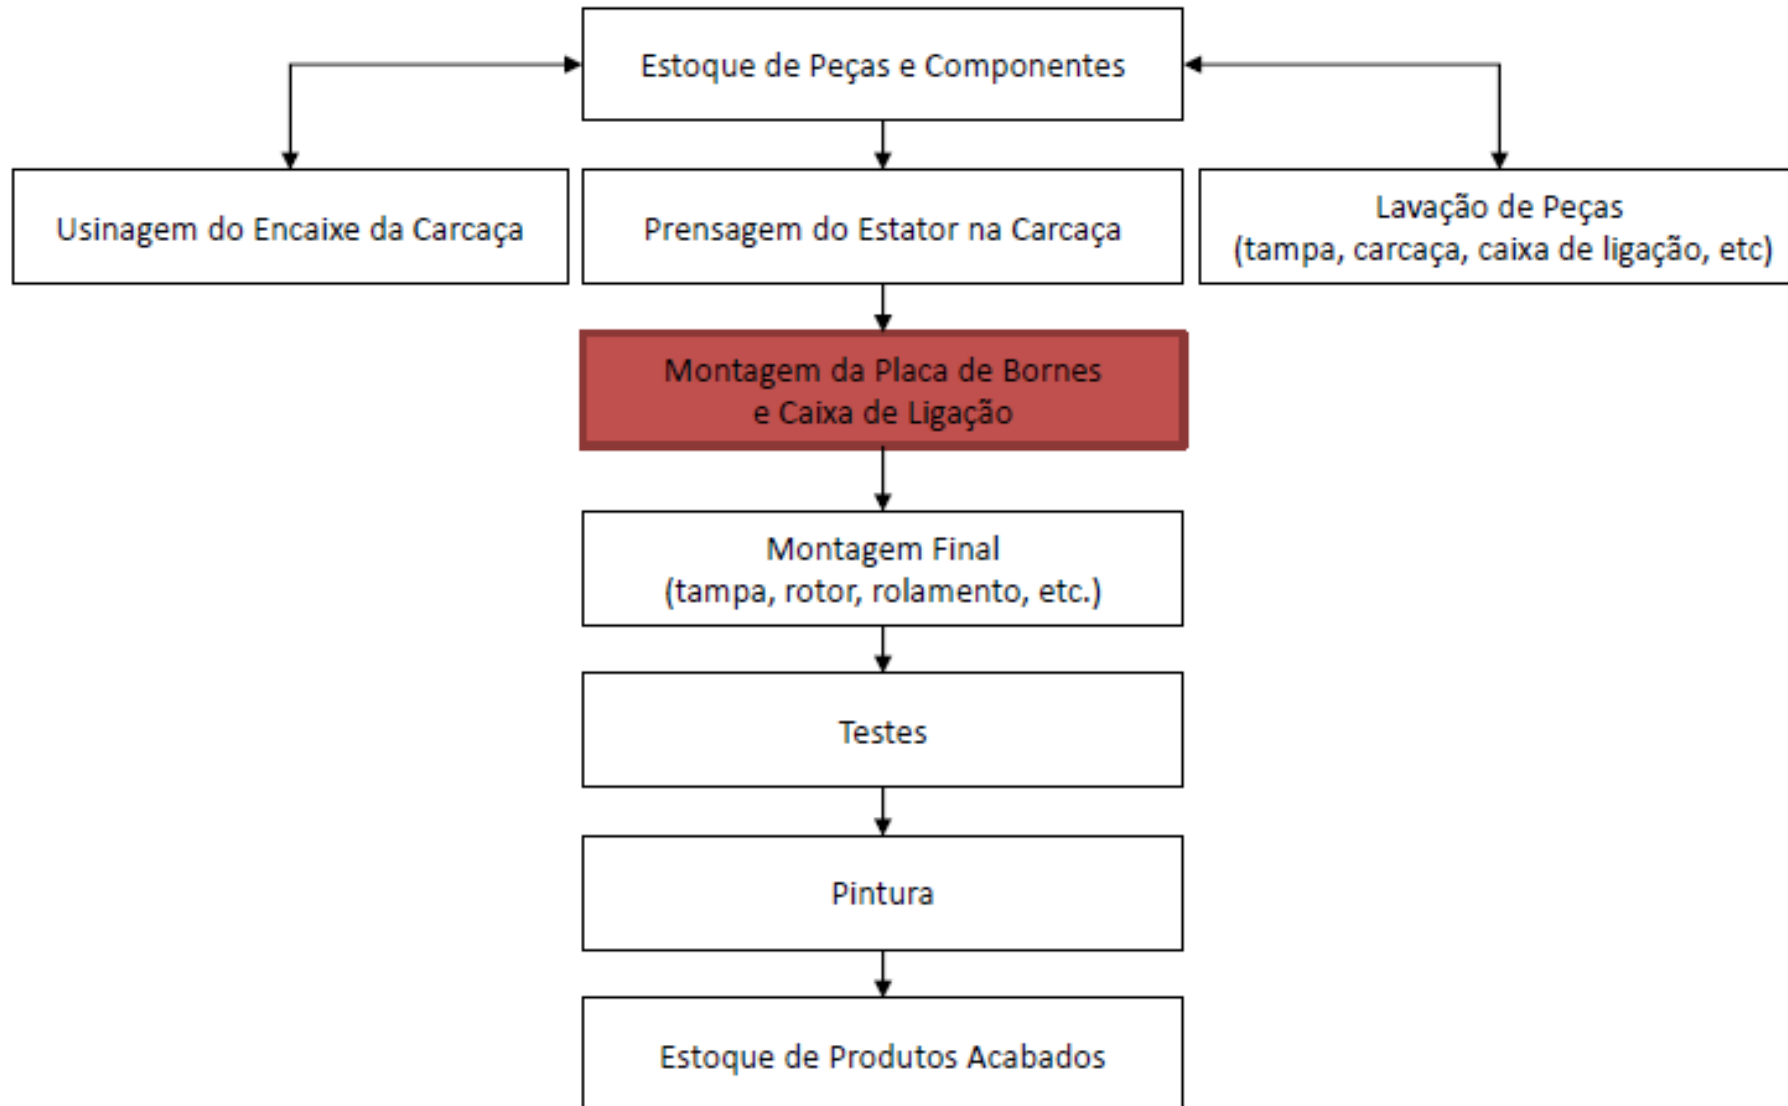 Estoque de Peças e Componentes
Usinagem do Encaixe da Carcaça
Prensagem do Estator na Carcaça
Lavação de Peças
(tampa, carcaça, caixa de ligação, etc)
Montagem da Placa de Bornes
e Caixa de Ligação
Montagem Final
(tampa, rotor, rolamento, etc.)
Testes
Pintura
Estoque de Produtos Acabados